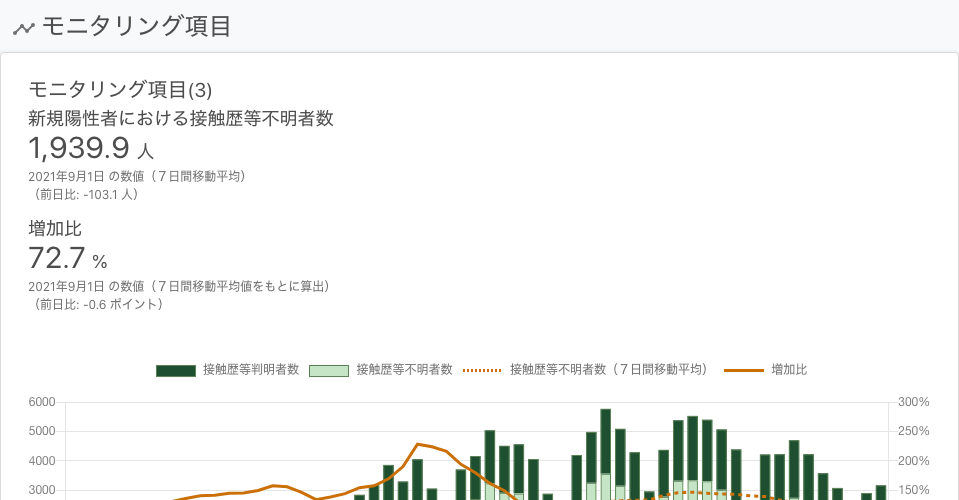 モニタリング項目
モニタリング項目(3)
新規陽性者における接触歴等不明者数
1,939.9 人
2021年9月1日 の数値（７日間移動平均）
（前日比: -103.1 人）
増加比
72.7 %
2021年9月1日 の数値（７日間移動平均値をもとに算出）
（前日比: -0.6 ポイント）
接触歴等判明者数 接触歴等不明者数 接触歴等不明者数（７日間移動平均） 増加比
6000 300%
5000 250%
4000 200%
3000 150%